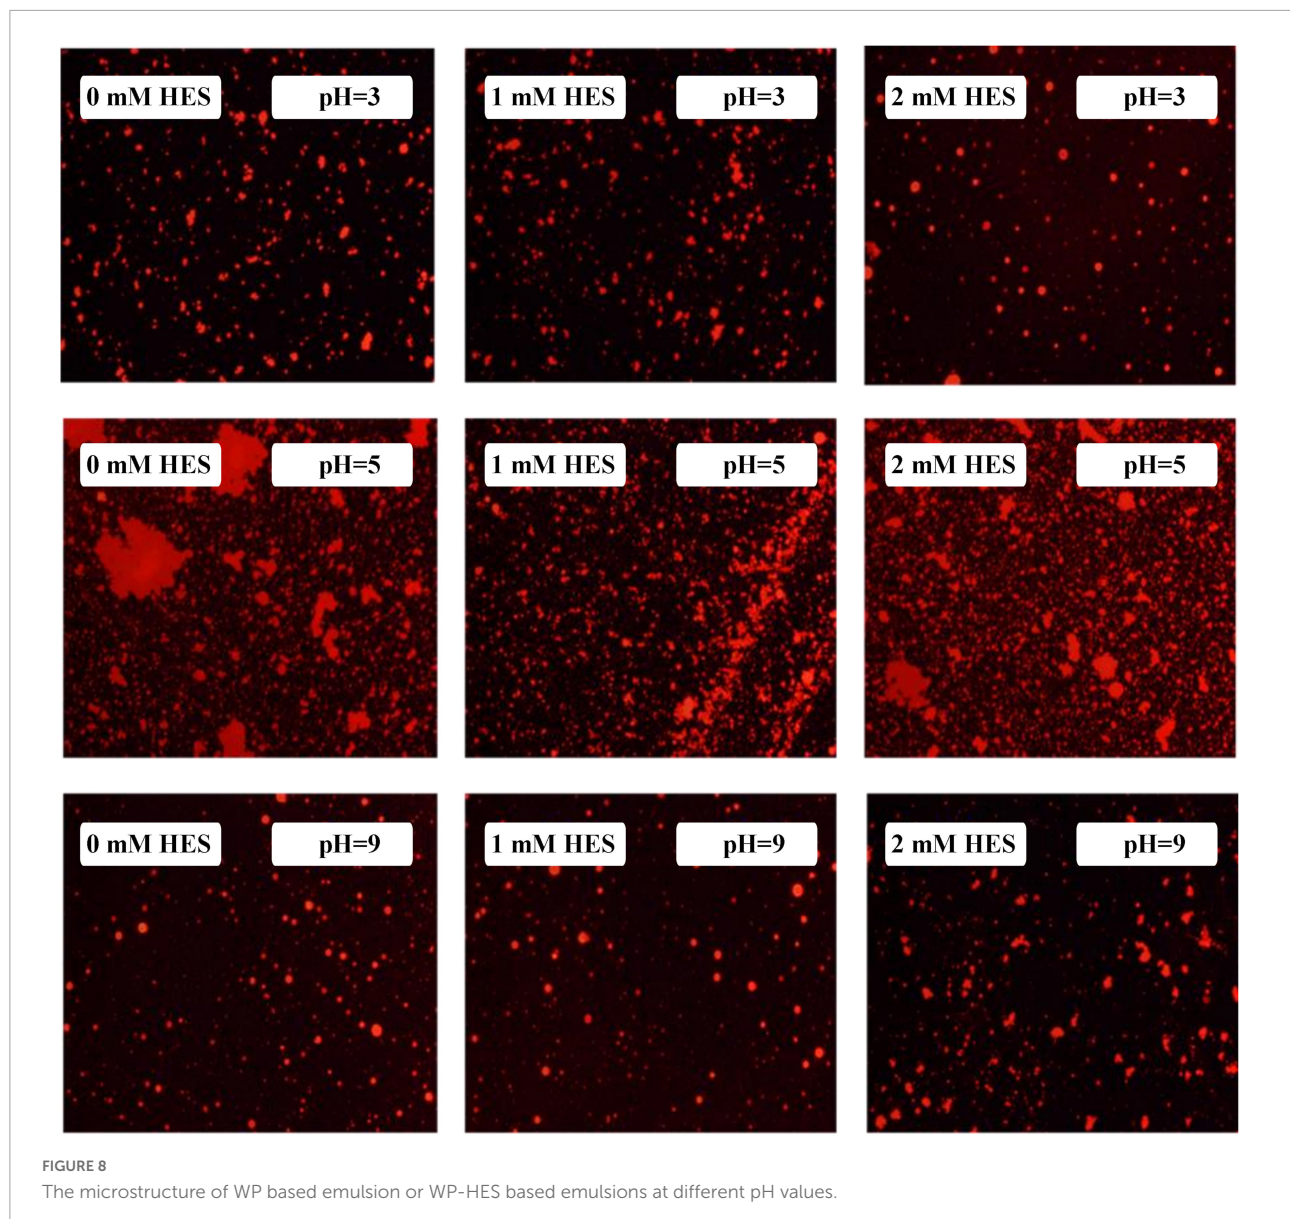 0 mM HES pH=3 1 mM HES pH=3 2 mM HES pH=3
0 mM HES pH=5 1 mM HES pH=5 2 mM HES pH=5
0 mM HES pH=9 1 mM HES pH=9 2 mM HES pH=9
FIGURE 8
The microstructure of WP based emulsion or WP-HES based emulsions at different pH values.